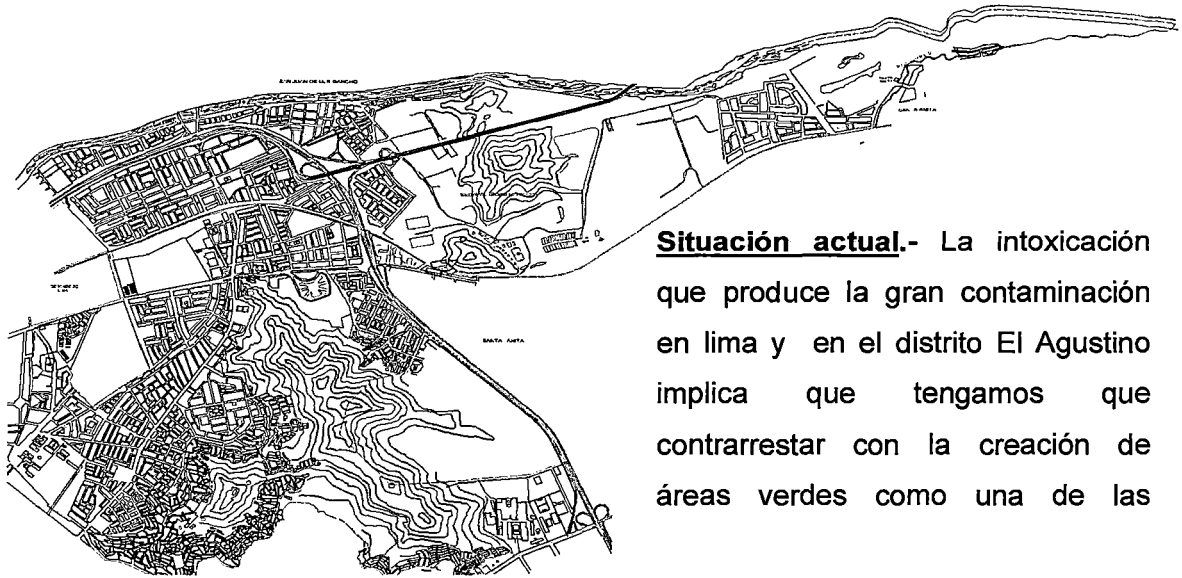 SANTA ANITA
Situación actual.- La intoxicación
que produce la gran contaminación
en lima y en el distrito El Agustino
implica que tengamos que
contrarrestar con la creación de
áreas verdes como una de las